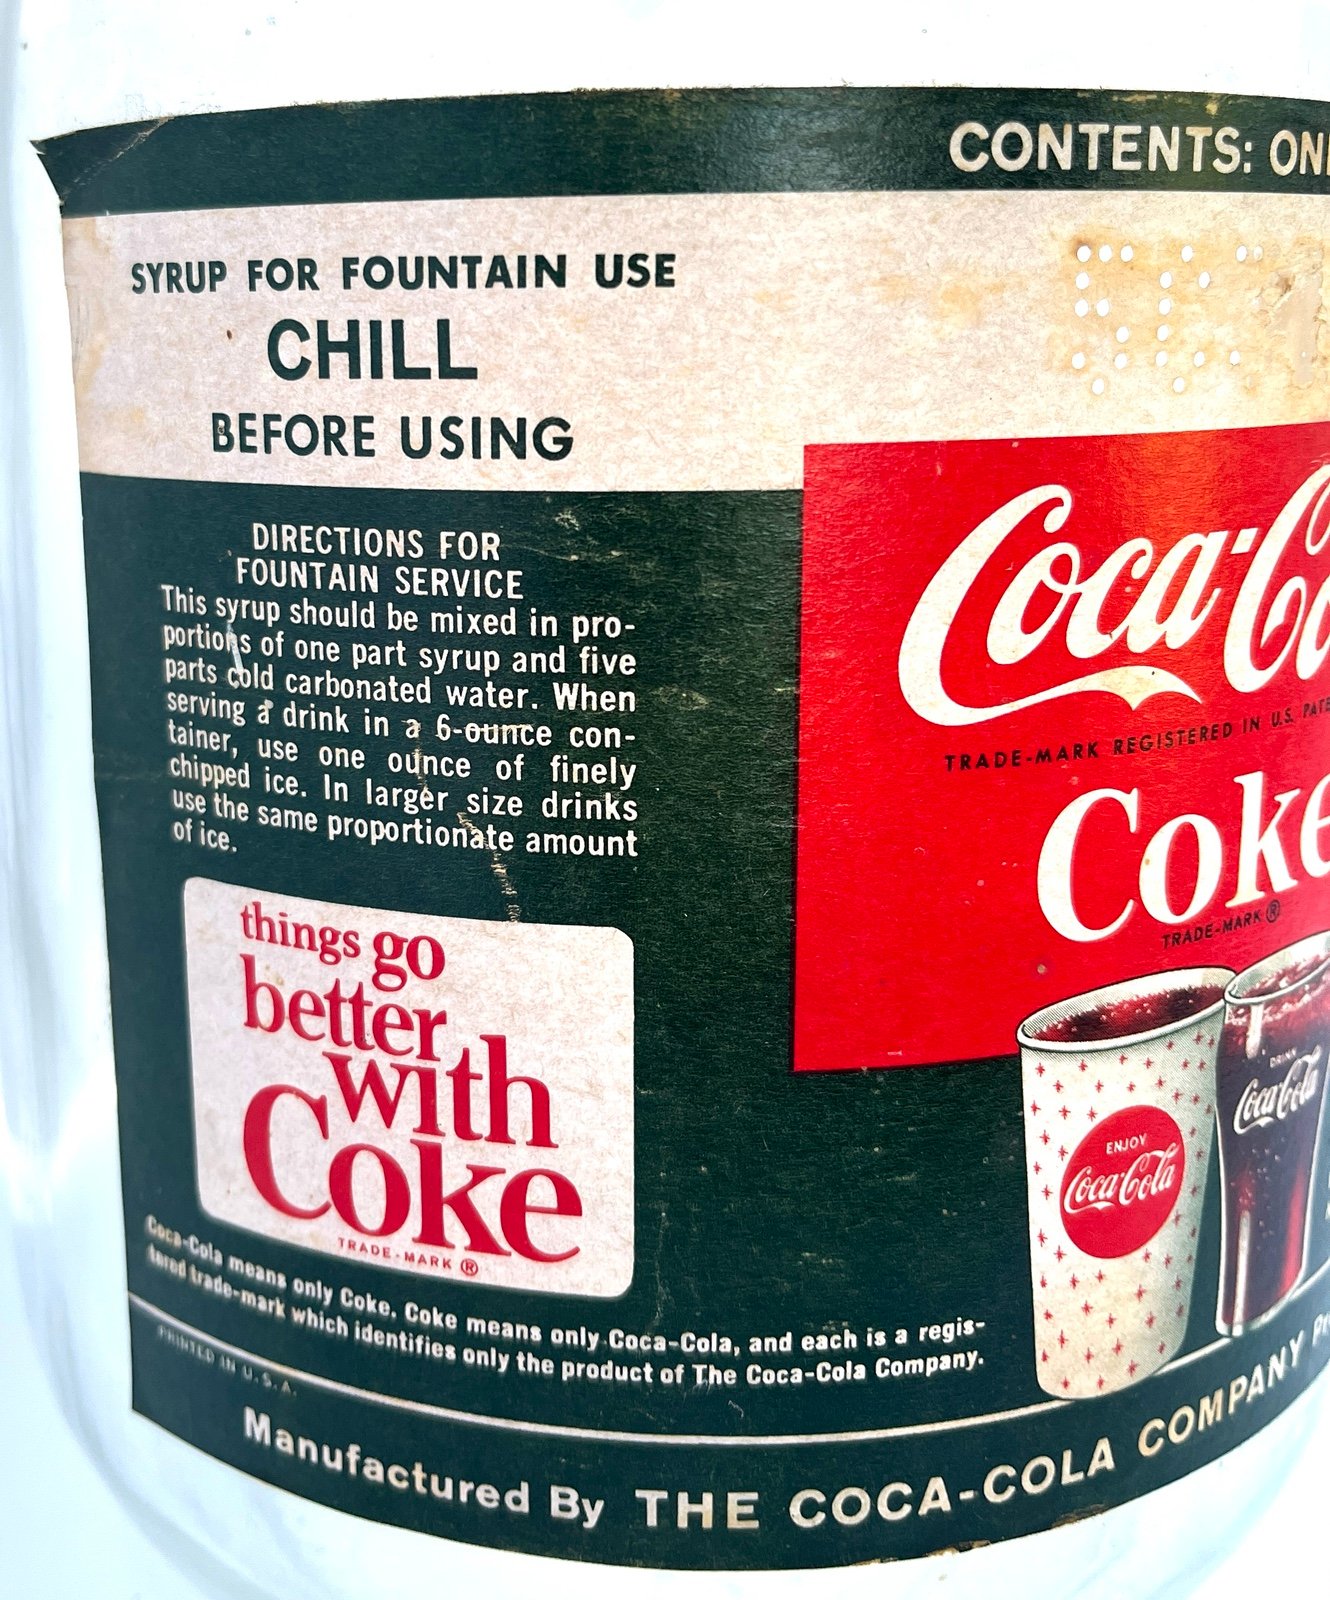 CONTENTS: ON
SYRUP FOR FOUNTAIN USE
CHILL
BEFORE USING
DIRECTIONS FOR
FOUNTAIN SERVICE
This syrup should be mixed in pro-
portions of one part syrup and five
parts cold carbonated water. When
serving a drink in a 6-ounce con-
tainer, use one ounce of finely
chipped ice. In larger size drinks
use the same proportionate amount
of ice.
things go
better
with
Coke
TRADE-MARK ®
Coca-Cola means only Coke. Coke means only Coca-Cola, and each is a regis-
tered trade-mark which identifies only the product of The Coca-Cola Company.
PRINTED IN U.S.A.
Manufactured By THE COCA-COLA COMPANY
Coca-Co
TRADE-MARK REGISTERED IN U.S. PATE
Coke
TRADE-MARK ®
ENJOY
Coca-Cola
DRINK
Coca-Cola